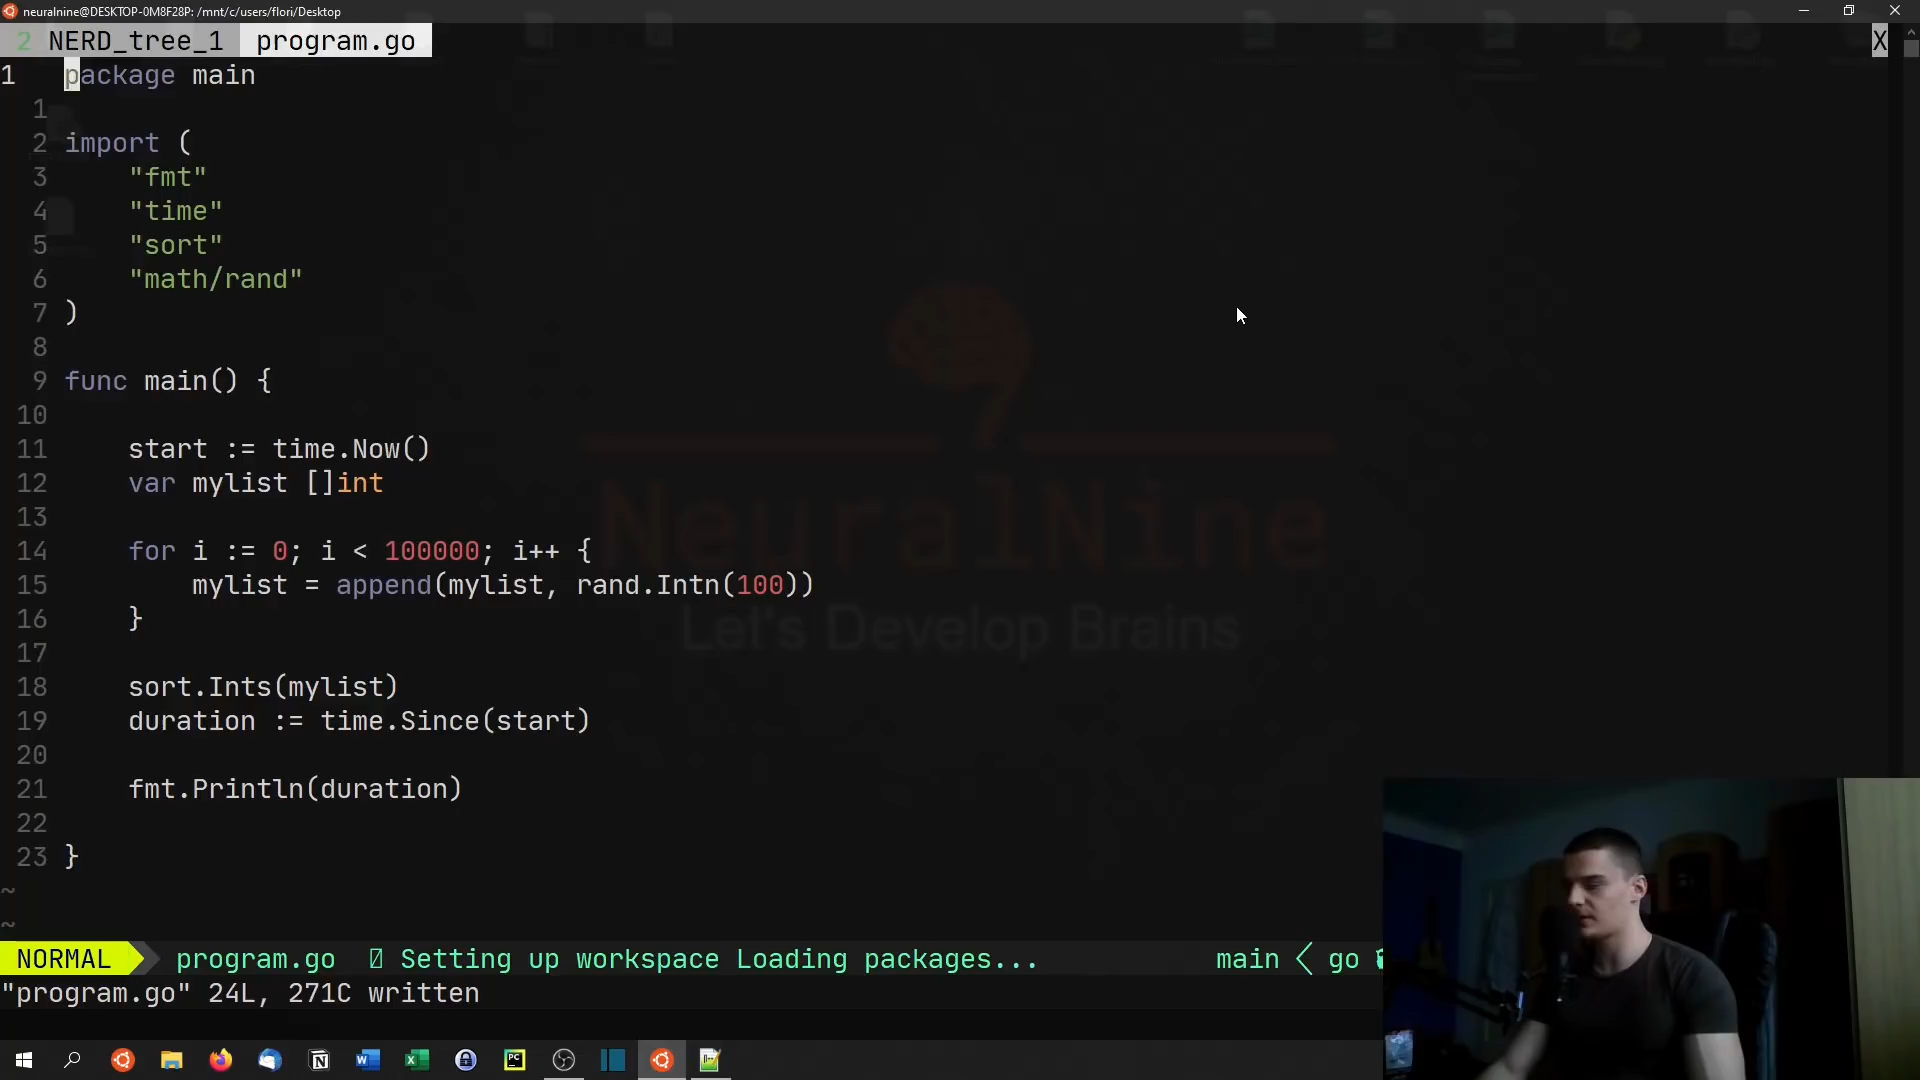 neuralnine@DESKTOP-0M8F28P: /mnt/c/users/flori/Desktop
2 NERD_tree_1 program.go X
1 package main
1
2 import (
3 "fmt"
4 "time"
5 "sort"
6 "math/rand"
7 )
8
9 func main() {
10
11 start := time.Now()
12 var mylist []int
13
14 for i := 0; i < 100000; i++ {
15 mylist = append(mylist, rand.Intn(100))
16 }
17
18 sort.Ints(mylist)
19 duration := time.Since(start)
20
21 fmt.Println(duration)
22
23 }
~
~
NeuralNine
Let's Develop Brains
NORMAL program.go Setting up workspace Loading packages... main < go
"program.go" 24L, 271C written